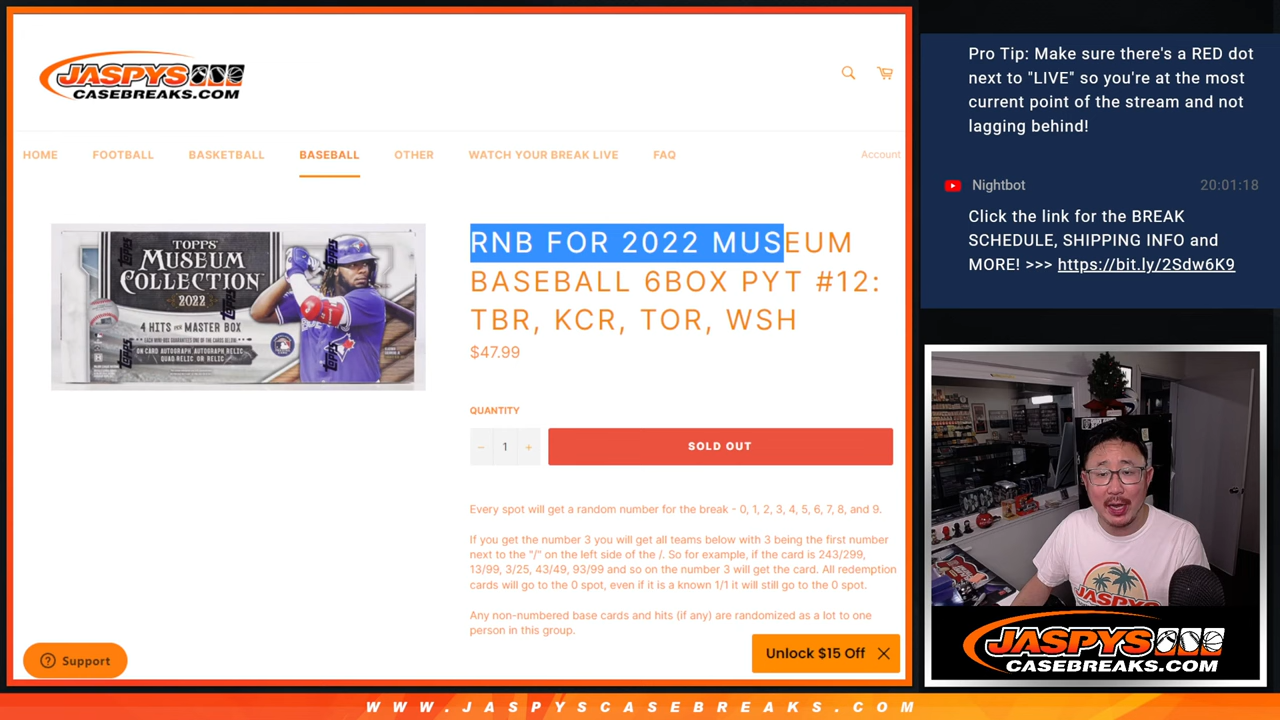 JASPYS
CASEBREAKS.COM
HOME FOOTBALL BASKETBALL BASEBALL OTHER WATCH YOUR BREAK LIVE FAQ Account
TOPPS
MUSEUM
COLLECTION
2022
4 HITS PER MASTER BOX
ON CARD AUTOGRAPH, AUTOGRAPH RELIC,
QUAD RELIC, OR RELIC
RNB FOR 2022 MUSEUM
BASEBALL 6BOX PYT #12:
TBR, KCR, TOR, WSH
$47.99
QUANTITY
− 1 +
SOLD OUT
Every spot will get a random number for the break - 0, 1, 2, 3, 4, 5, 6, 7, 8, and 9.
If you get the number 3 you will get all teams below with 3 being the first number
next to the "/" on the left side of the /. So for example, if the card is 243/299,
13/99, 3/25, 43/49, 93/99 and so on the number 3 will get the card. All redemption
cards will go to the 0 spot, even if it is a known 1/1 it will still go to the 0 spot.
Any non-numbered base cards and hits (if any) are randomized as a lot to one
person in this group.
Support
Unlock $15 Off
Pro Tip: Make sure there's a RED dot
next to "LIVE" so you're at the most
current point of the stream and not
lagging behind!
Nightbot 20:01:18
Click the link for the BREAK
SCHEDULE, SHIPPING INFO and
MORE! >>> https://bit.ly/2Sdw6K9
JASPYS
JASPYS
CASEBREAKS.COM
WWW.JASPYSCASEBREAKS.COM